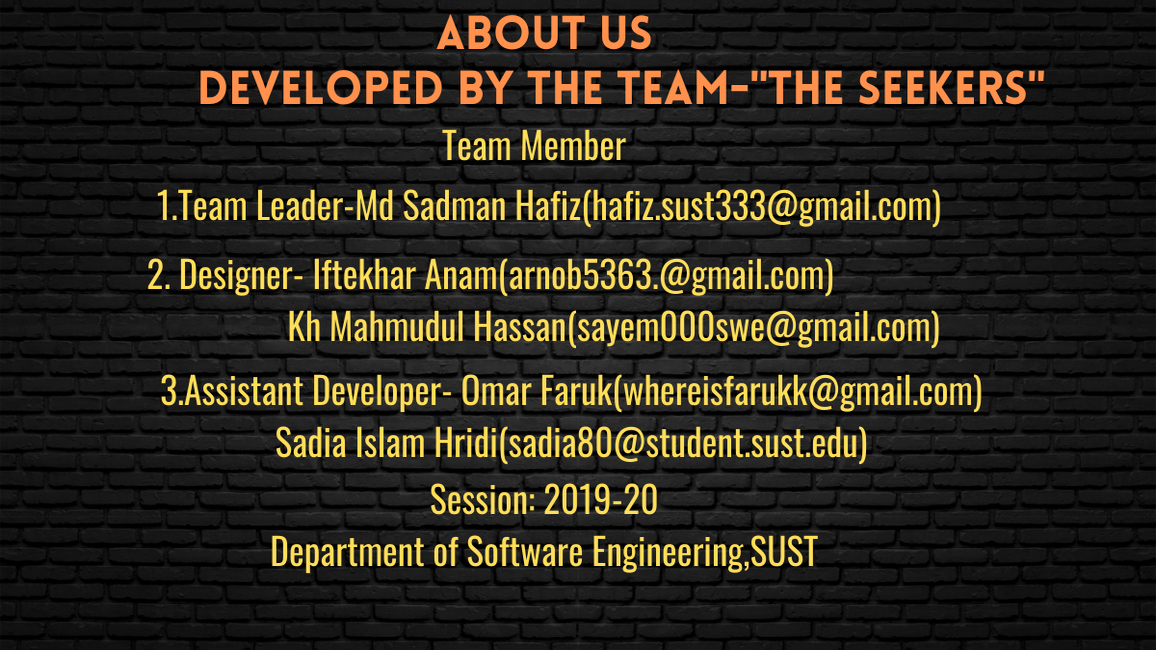 ABOUT US
DEVELOPED BY THE TEAM-"THE SEEKERS"
Team Member
1.Team Leader-Md Sadman Hafiz(hafiz.sust333@gmail.com)
2. Designer- Iftekhar Anam(arnob5363.@gmail.com)
Kh Mahmudul Hassan(sayem000swe@gmail.com)
3.Assistant Developer- Omar Faruk(whereisfarukk@gmail.com)
Sadia Islam Hridi(sadia80@student.sust.edu)
Session: 2019-20
Department of Software Engineering,SUST